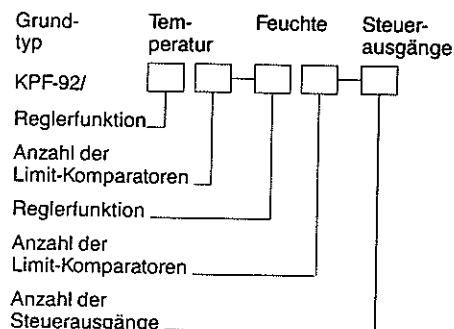 Grund- Tem- Feuchte Steuer-
typ peratur ausgänge
KPF-92/
Reglerfunktion
Anzahl der
Limit-Komparatoren
Reglerfunktion
Anzahl der
Limit-Komparatoren
Anzahl der
Steuerausgänge